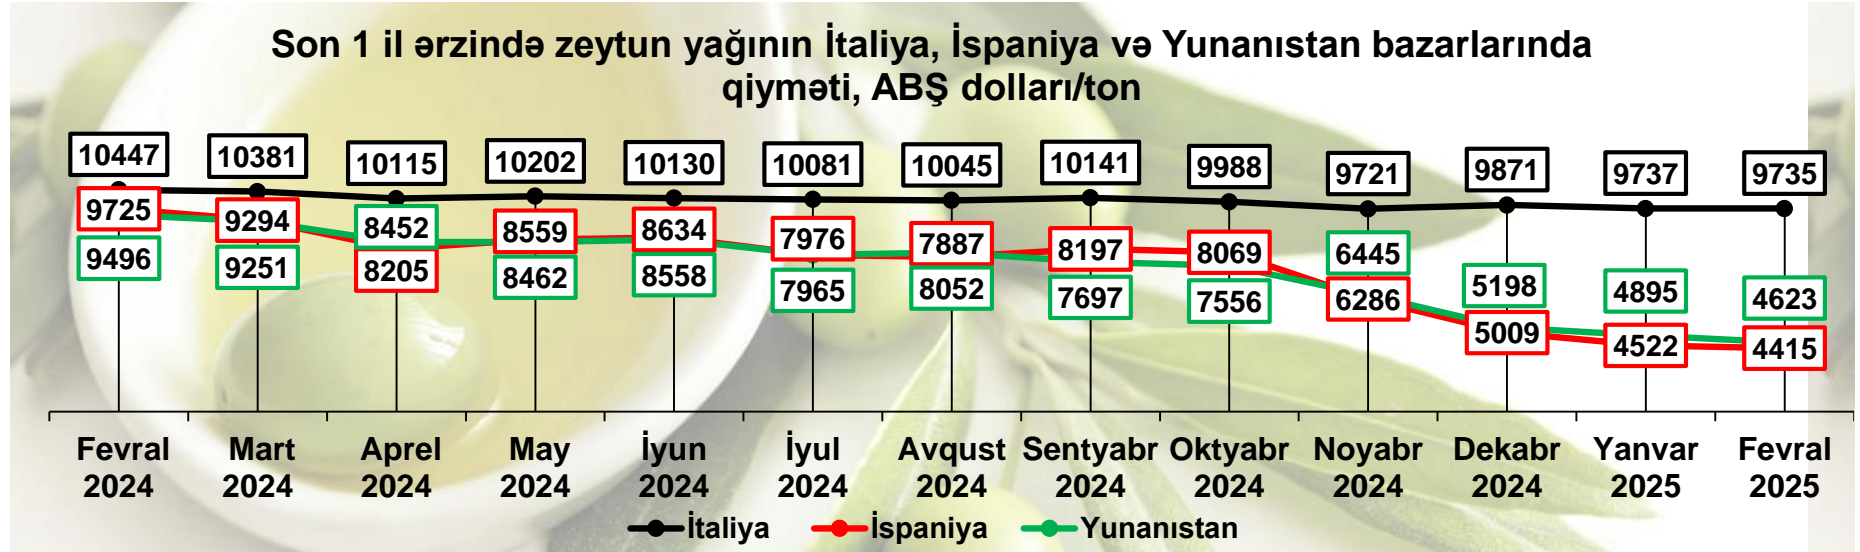 Son 1 il ərzində zeytun yağının İtaliya, İspaniya və Yunanıstan bazarlarında
qiyməti, ABŞ dolları/ton
10447 10381 10115 10202 10130 10081 10045 10141 9988 9721 9871 9737 9735
9725 9294 8452 8559 8634 7976 7887 8197 8069 6445 5198 4895 4623
9496 9251 8205 8462 8558 7965 8052 7697 7556 6286 5009 4522 4415
Fevral Mart Aprel May İyun İyul Avqust Sentyabr Oktyabr Noyabr Dekabr Yanvar Fevral
2024 2024 2024 2024 2024 2024 2024 2024 2024 2024 2024 2025 2025
İtaliya İspaniya Yunanıstan